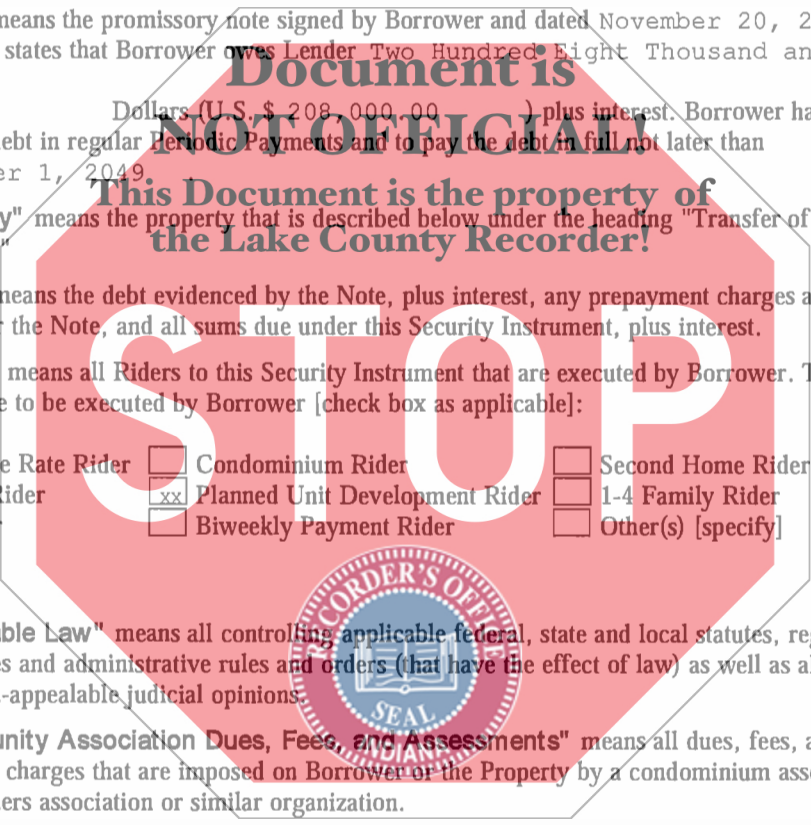 neans the promissory note signed by Borrower and dated November 20, 2
states that Borrower owes Lender Two Hundred Eight Thousand an
Document is
Dollars (U.S. $ 208,000.00 ) plus interest. Borrower ha
NOT OFFICIAL!
ebt in regular Periodic Payments and to pay the debt in full not later than
er 1, 2049.
This Document is the property of
y" means the property that is described below under the heading "Transfer of
the Lake County Recorder!
"
neans the debt evidenced by the Note, plus interest, any prepayment charges a
r the Note, and all sums due under this Security Instrument, plus interest.
STOP
means all Riders to this Security Instrument that are executed by Borrower. T
e to be executed by Borrower [check box as applicable]:
e Rate Rider Condominium Rider Second Home Rider
Rider xx Planned Unit Development Rider 1-4 Family Rider
Biweekly Payment Rider Other(s) [specify]
RECORDER'S OFFICE
SEAL
INDIANA
ble Law" means all controlling applicable federal, state and local statutes, reg
es and administrative rules and orders (that have the effect of law) as well as al
-appealable judicial opinions.
unity Association Dues, Fees, and Assessments" means all dues, fees, a
charges that are imposed on Borrower or the Property by a condominium asso
ers association or similar organization.